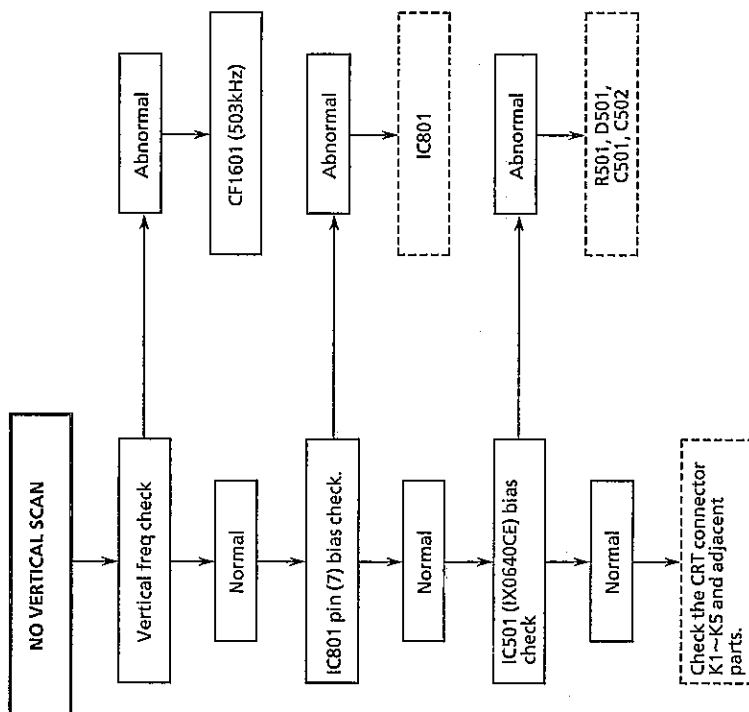 NO VERTICAL SCAN
Vertical freq check
Abnormal
CF1601 (503kHz)
Normal
IC801 pin (7) bias check.
Abnormal
IC801
Normal
IC501 (IX0640CE) bias
check
Abnormal
R501, D501,
C501, C502
Normal
Check the CRT connector
K1~K5 and adjacent
parts.